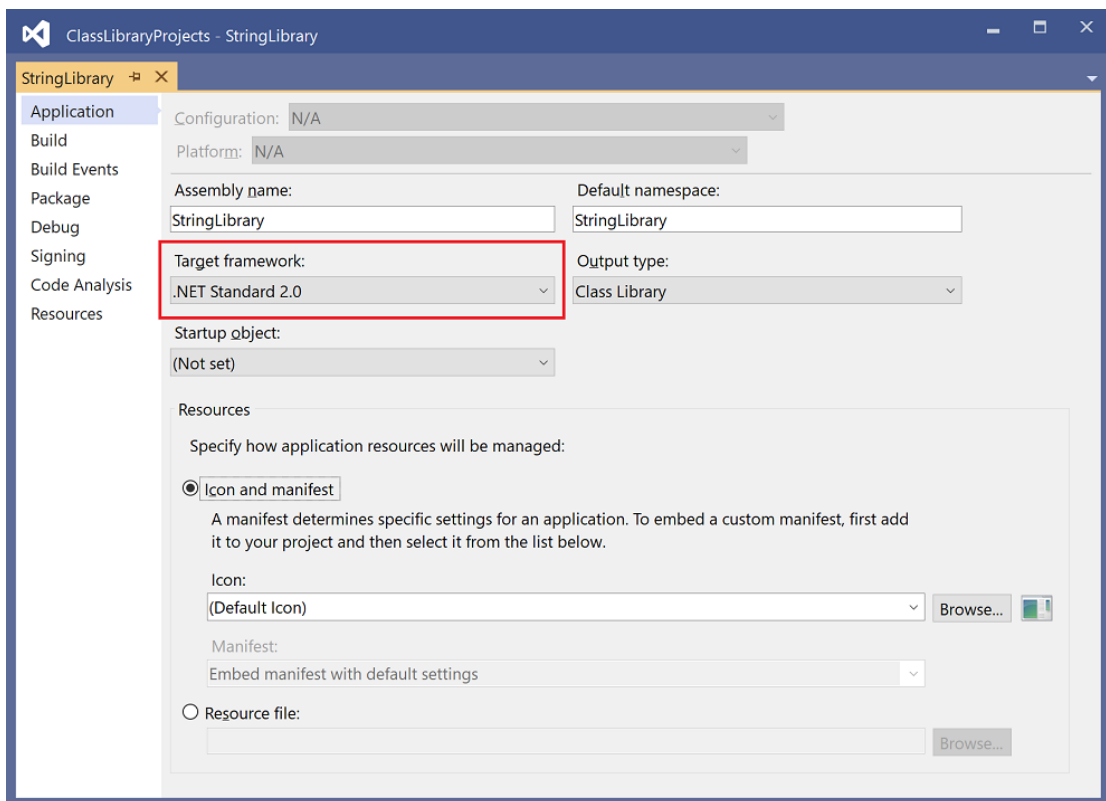 ClassLibraryProjects - StringLibrary
StringLibrary
Application
Build
Build Events
Package
Debug
Signing
Code Analysis
Resources
Configuration: N/A
Platform: N/A
Assembly name:
StringLibrary
Default namespace:
StringLibrary
Target framework:
.NET Standard 2.0
Output type:
Class Library
Startup object:
(Not set)
Resources
Specify how application resources will be managed:
Icon and manifest
A manifest determines specific settings for an application. To embed a custom manifest, first add
it to your project and then select it from the list below.
Icon:
(Default Icon)
Browse...
Manifest:
Embed manifest with default settings
Resource file:
Browse...